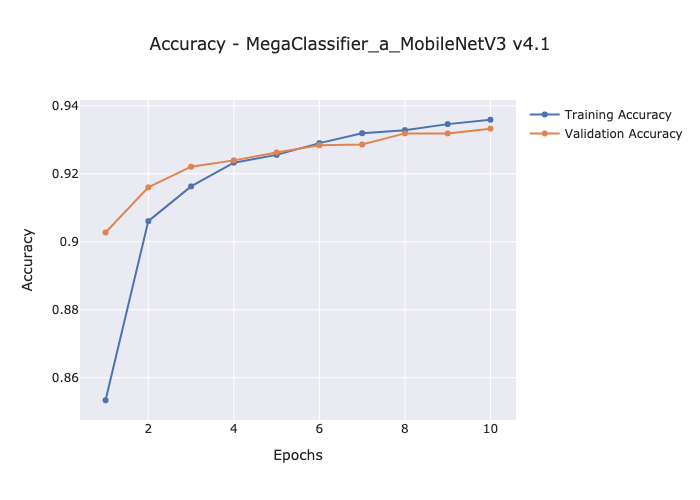 Accuracy - MegaClassifier_a_MobileNetV3 v4.1
0.94
0.92
0.9
0.88
0.86
Accuracy
2 4 6 8 10
Epochs
Training Accuracy
Validation Accuracy